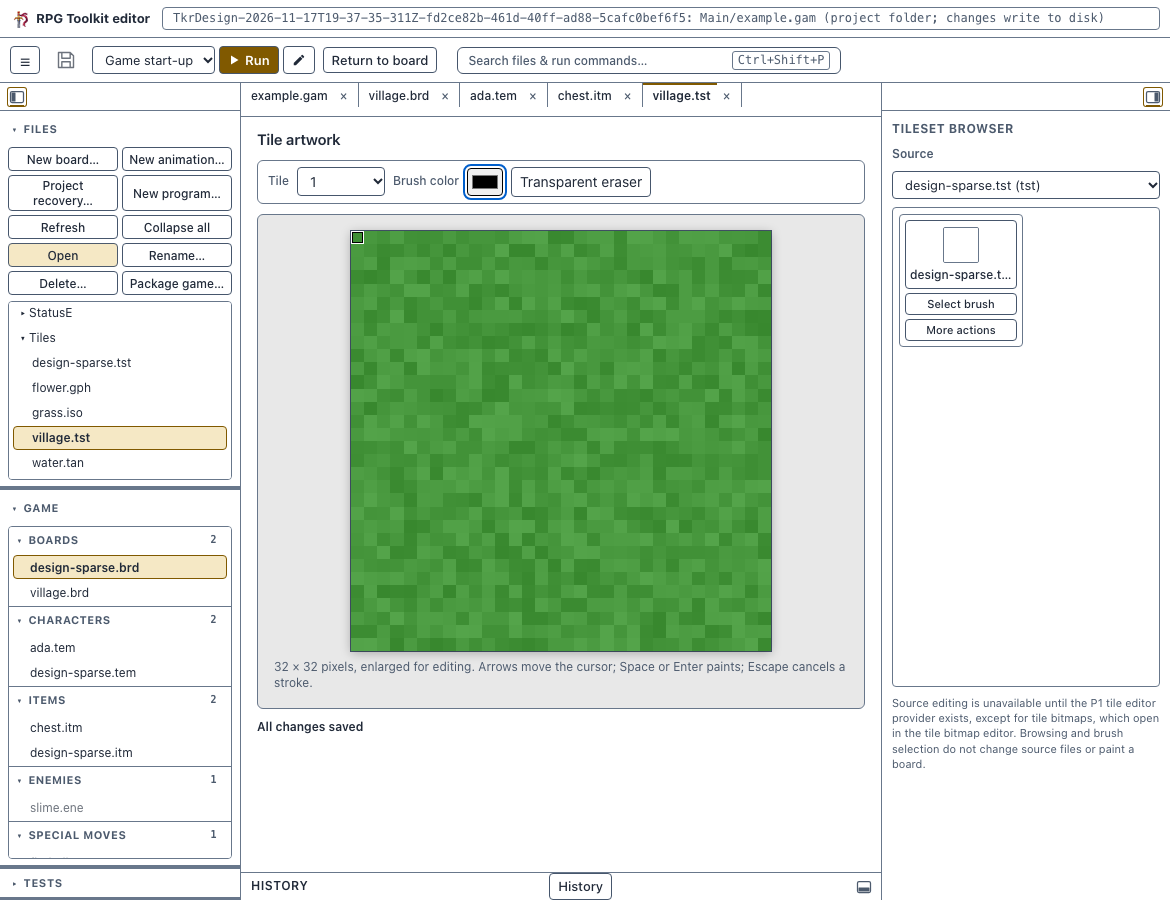 RPG Toolkit editor
TkrDesign-2026-11-17T19-37-35-311Z-fd2ce82b-461d-40ff-ad88-5cafc0bef6f5: Main/example.gam (project folder; changes write to disk)
Game start-up
Run
Return to board
Search files & run commands...
Ctrl+Shift+P
example.gam ×
village.brd ×
ada.tem ×
chest.itm ×
village.tst ×
FILES
New board...
New animation...
Project recovery...
New program...
Refresh
Collapse all
Open
Rename...
Delete...
Package game...
StatusE
Tiles
design-sparse.tst
flower.gph
grass.iso
village.tst
water.tan
GAME
BOARDS 2
design-sparse.brd
village.brd
CHARACTERS 2
ada.tem
design-sparse.tem
ITEMS 2
chest.itm
design-sparse.itm
ENEMIES 1
slime.ene
SPECIAL MOVES 1
TESTS
Tile artwork
Tile 1 Brush color Transparent eraser
32 × 32 pixels, enlarged for editing. Arrows move the cursor; Space or Enter paints; Escape cancels a
stroke.
All changes saved
HISTORY
History
TILESET BROWSER
Source
design-sparse.tst (tst)
design-sparse.t...
Select brush
More actions
Source editing is unavailable until the P1 tile editor
provider exists, except for tile bitmaps, which open
in the tile bitmap editor. Browsing and brush
selection do not change source files or paint a
board.